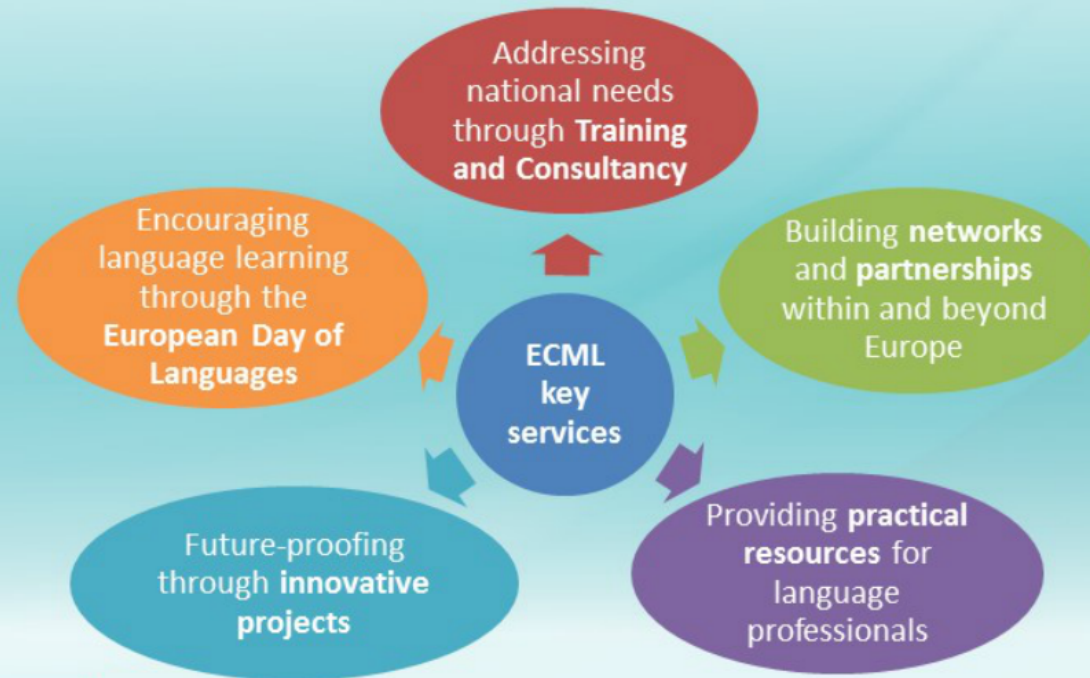 Addressing
national needs
through Training
and Consultancy
Encouraging
language learning
through the
European Day of
Languages
Building networks
and partnerships
within and beyond
Europe
ECML
key
services
Future-proofing
through innovative
projects
Providing practical
resources for
language
professionals